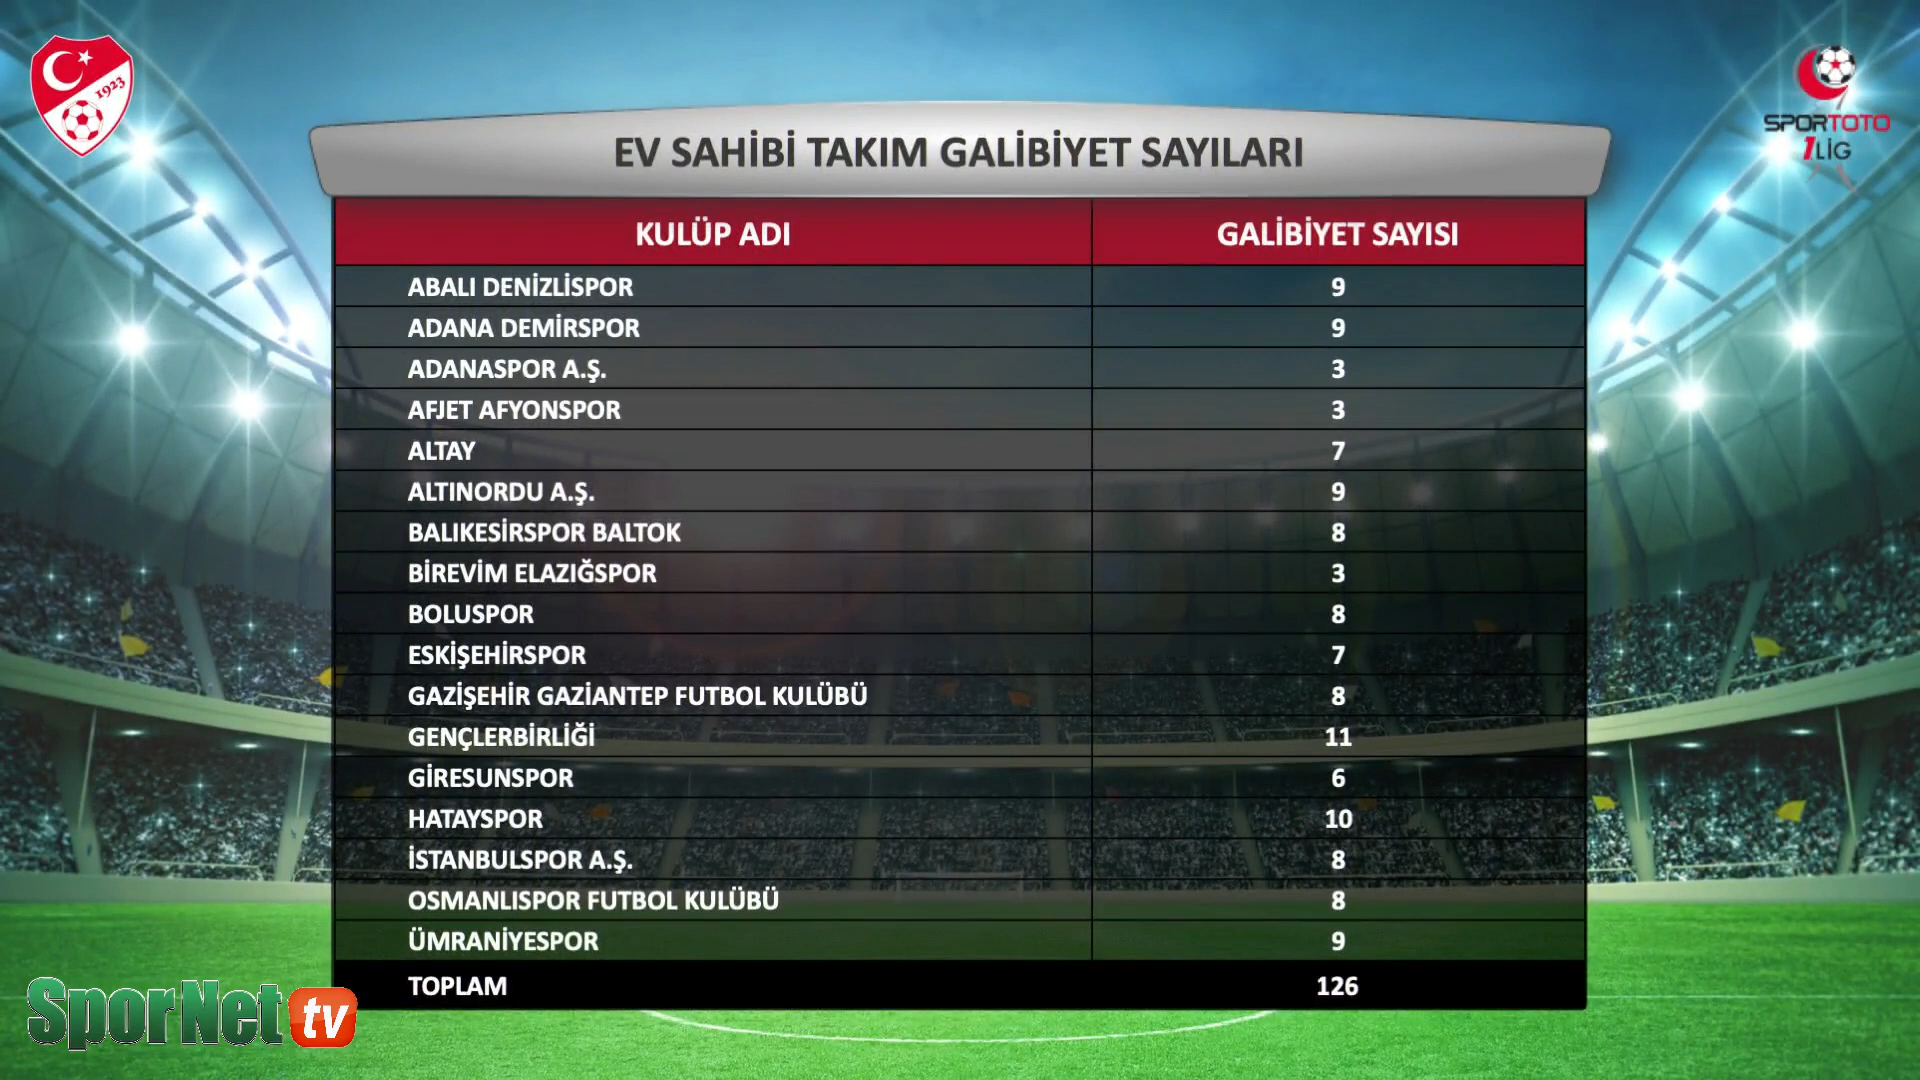 1923
SPORTOTO
1.LİG
EV SAHİBİ TAKIM GALİBİYET SAYILARI
KULÜP ADI GALİBİYET SAYISI
ABALI DENİZLİSPOR 9
ADANA DEMİRSPOR 9
ADANASPOR A.Ş. 3
AFJET AFYONSPOR 3
ALTAY 7
ALTINORDU A.Ş. 9
BALIKESİRSPOR BALTOK 8
BİREVİM ELAZIĞSPOR 3
BOLUSPOR 8
ESKİŞEHİRSPOR 7
GAZİŞEHİR GAZİANTEP FUTBOL KULÜBÜ 8
GENÇLERBİRLİĞİ 11
GİRESUNSPOR 6
HATAYSPOR 10
İSTANBULSPOR A.Ş. 8
OSMANLISPOR FUTBOL KULÜBÜ 8
ÜMRANİYESPOR 9
TOPLAM 126
SporNet tv